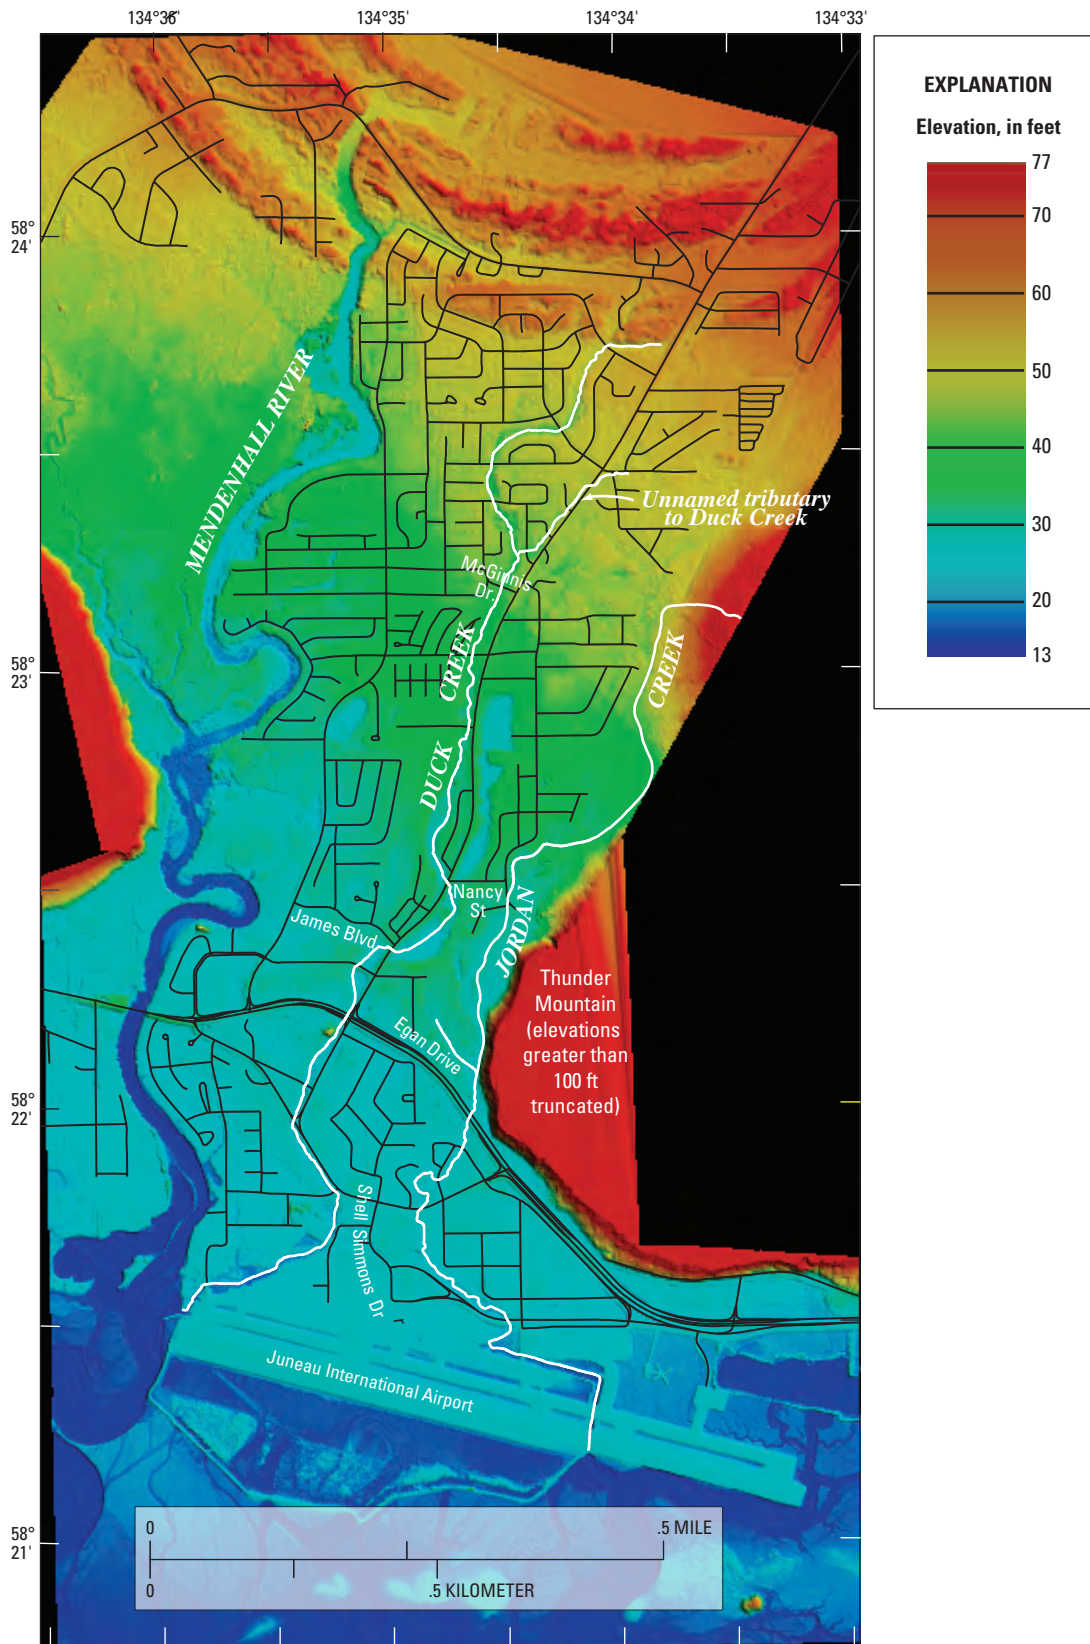 134°36'
134°35'
134°34'
134°33'
EXPLANATION
Elevation, in feet
77
70
60
50
40
30
20
13
58°
24'
58°
23'
58°
22'
58°
21'
MENDENHALL RIVER
Unnamed tributary
to Duck Creek
McGinnis
Dr.
DUCK CREEK
JORDAN CREEK
Nancy
St
James Blvd
Egan Drive
Thunder
Mountain
(elevations
greater than
100 ft
truncated)
Shell Simmons Dr
Juneau International Airport
0
.5 MILE
0
.5 KILOMETER